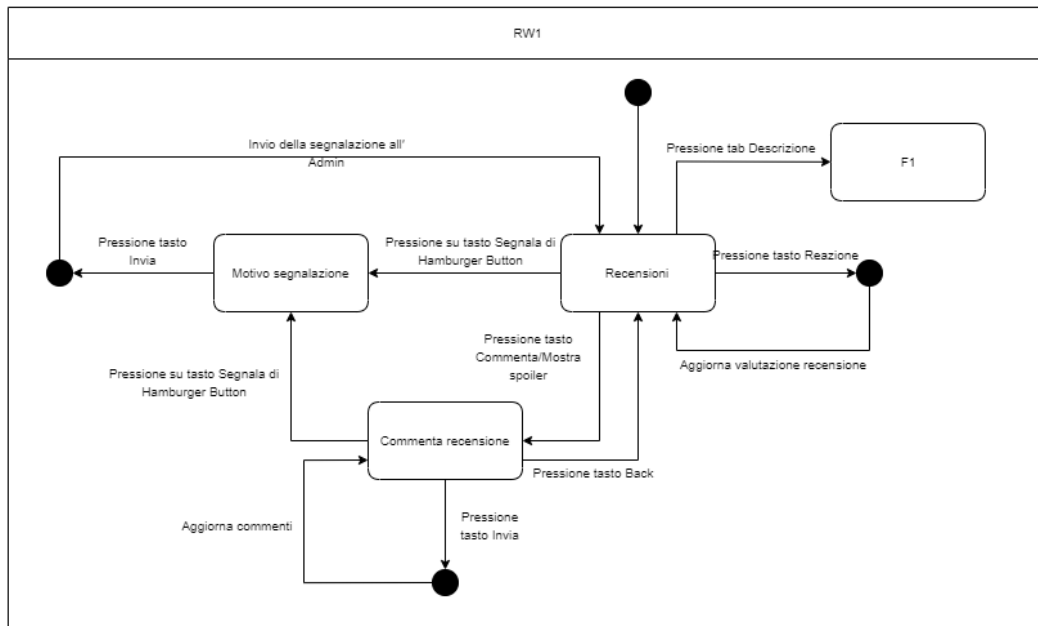 RW1
Invio della segnalazione all'
Admin
Pressione tab Descrizione
F1
Pressione tasto
Invia
Motivo segnalazione
Pressione su tasto Segnala di
Hamburger Button
Recensioni
Pressione tasto Reazione
Pressione tasto
Commenta/Mostra
spoiler
Aggiorna valutazione recensione
Pressione su tasto Segnala di
Hamburger Button
Commenta recensione
Pressione tasto Back
Aggiorna commenti
Pressione
tasto Invia